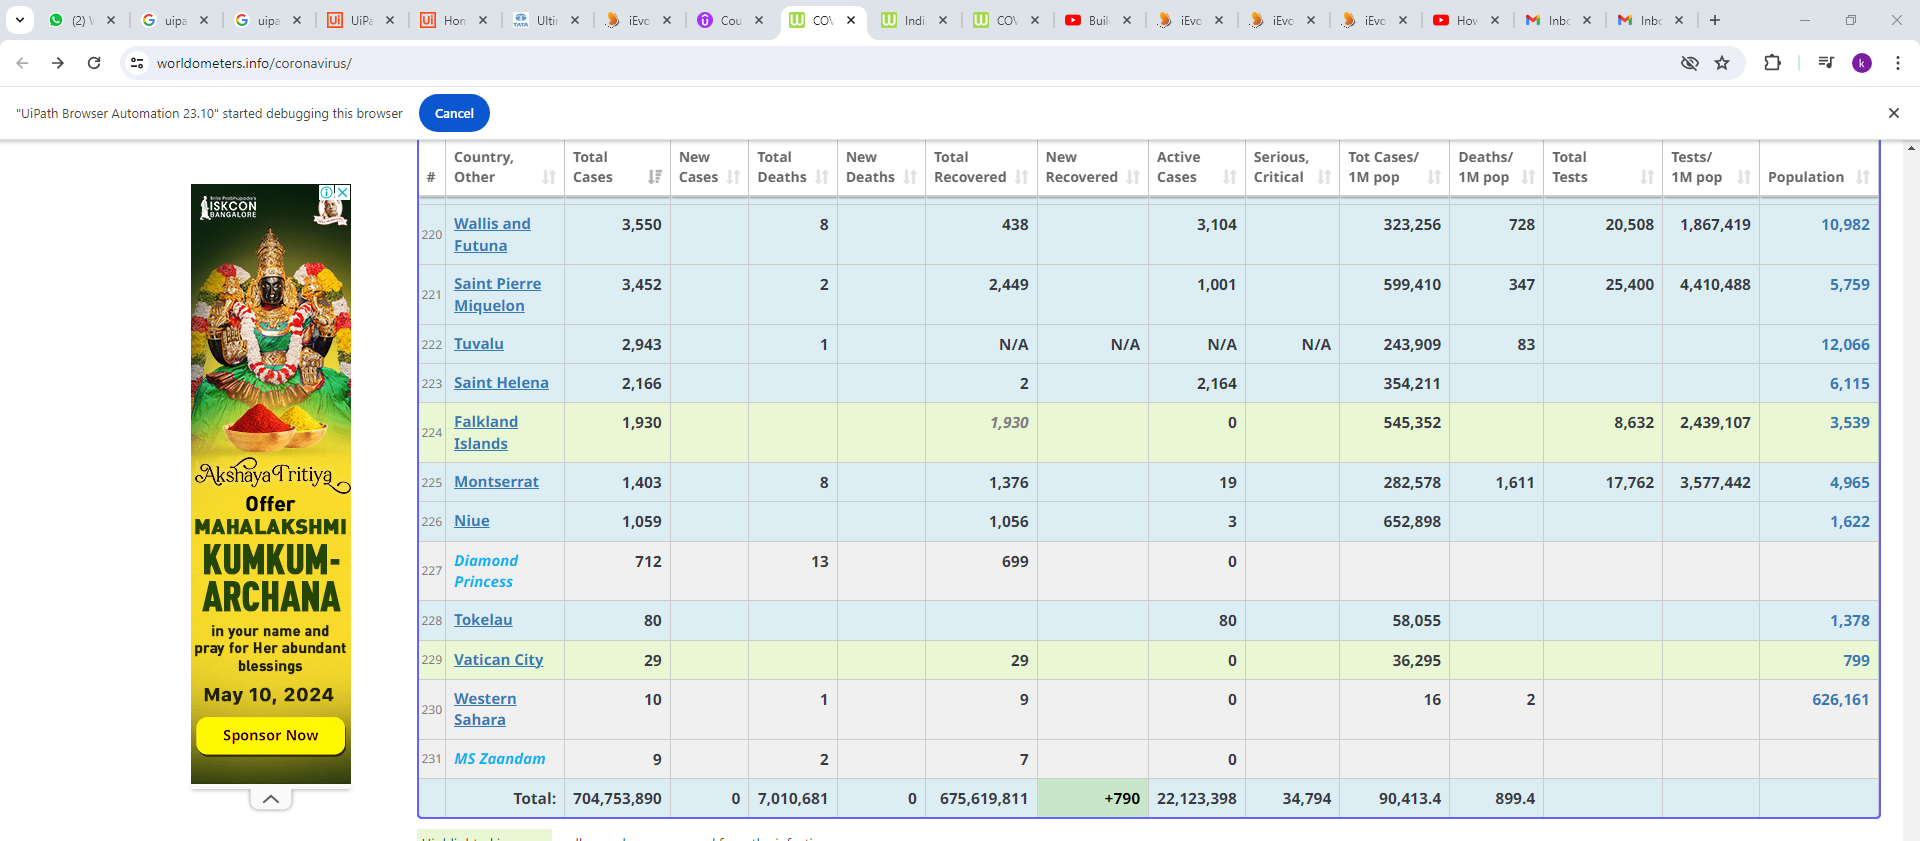 (2) W
uipa
uipa
UiPa
Hon
Ultin
iEvo
Cou
COV
India
COV
Buil
iEvo
iEvo
iEvo
How
Inbo
Inbo
worldometers.info/coronavirus/
k
"UiPath Browser Automation 23.10" started debugging this browser
Cancel
# Country, Other Total Cases New Cases Total Deaths New Deaths Total Recovered New Recovered Active Cases Serious, Critical Tot Cases/ 1M pop Deaths/ 1M pop Total Tests Tests/ 1M pop Population
220 Wallis and Futuna 3,550 8 438 3,104 323,256 728 20,508 1,867,419 10,982
221 Saint Pierre Miquelon 3,452 2 2,449 1,001 599,410 347 25,400 4,410,488 5,759
222 Tuvalu 2,943 1 N/A N/A N/A N/A 243,909 83 12,066
223 Saint Helena 2,166 2 2,164 354,211 6,115
224 Falkland Islands 1,930 1,930 0 545,352 8,632 2,439,107 3,539
225 Montserrat 1,403 8 1,376 19 282,578 1,611 17,762 3,577,442 4,965
226 Niue 1,059 1,056 3 652,898 1,622
227 Diamond Princess 712 13 699 0
228 Tokelau 80 80 58,055 1,378
229 Vatican City 29 29 0 36,295 799
230 Western Sahara 10 1 9 0 16 2 626,161
231 MS Zaandam 9 2 7 0
Total: 704,753,890 0 7,010,681 0 675,619,811 +790 22,123,398 34,794 90,413.4 899.4
Srila Prabhupada's
ISKCON
BANGALORE
Akshaya Tritiya
Offer
MAHALAKSHMI
KUMKUM-
ARCHANA
in your name and
pray for Her abundant
blessings
May 10, 2024
Sponsor Now